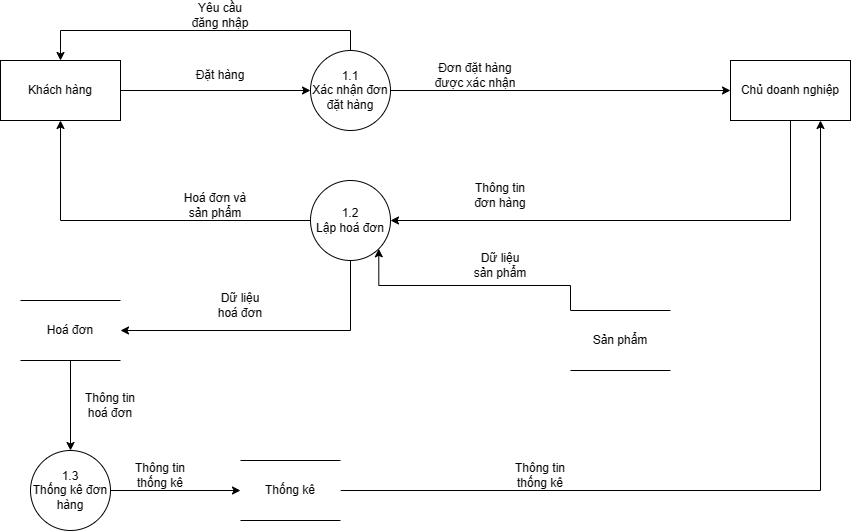 Yêu cầu
đăng nhập
Khách hàng
Đặt hàng
1.1
Xác nhận đơn
đặt hàng
Đơn đặt hàng
được xác nhận
Chủ doanh nghiệp
Hoá đơn và
sản phẩm
1.2
Lập hoá đơn
Thông tin
đơn hàng
Dữ liệu
sản phẩm
Dữ liệu
hoá đơn
Hoá đơn
Sản phẩm
Thông tin
hoá đơn
1.3
Thống kê đơn
hàng
Thông tin
thống kê
Thống kê
Thông tin
thống kê